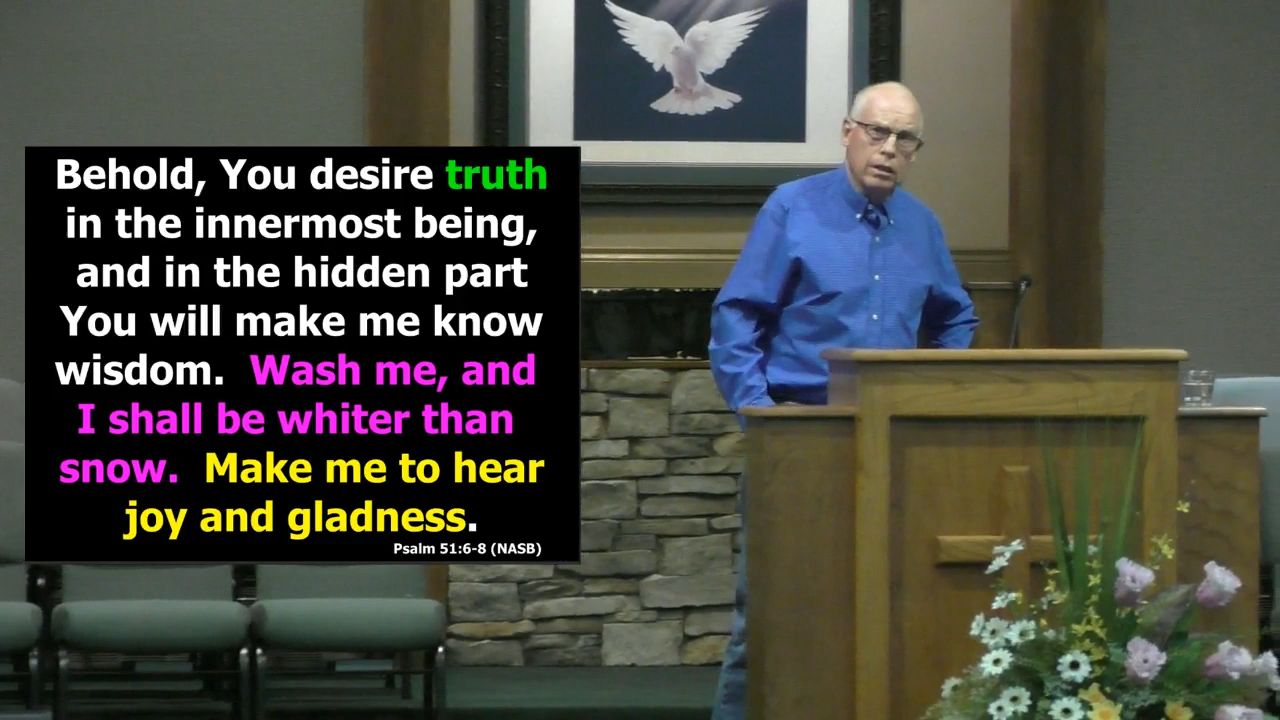 Behold, You desire truth
in the innermost being,
and in the hidden part
You will make me know
wisdom.  Wash me, and
I shall be whiter than
snow.  Make me to hear
joy and gladness.
Psalm 51:6-8 (NASB)